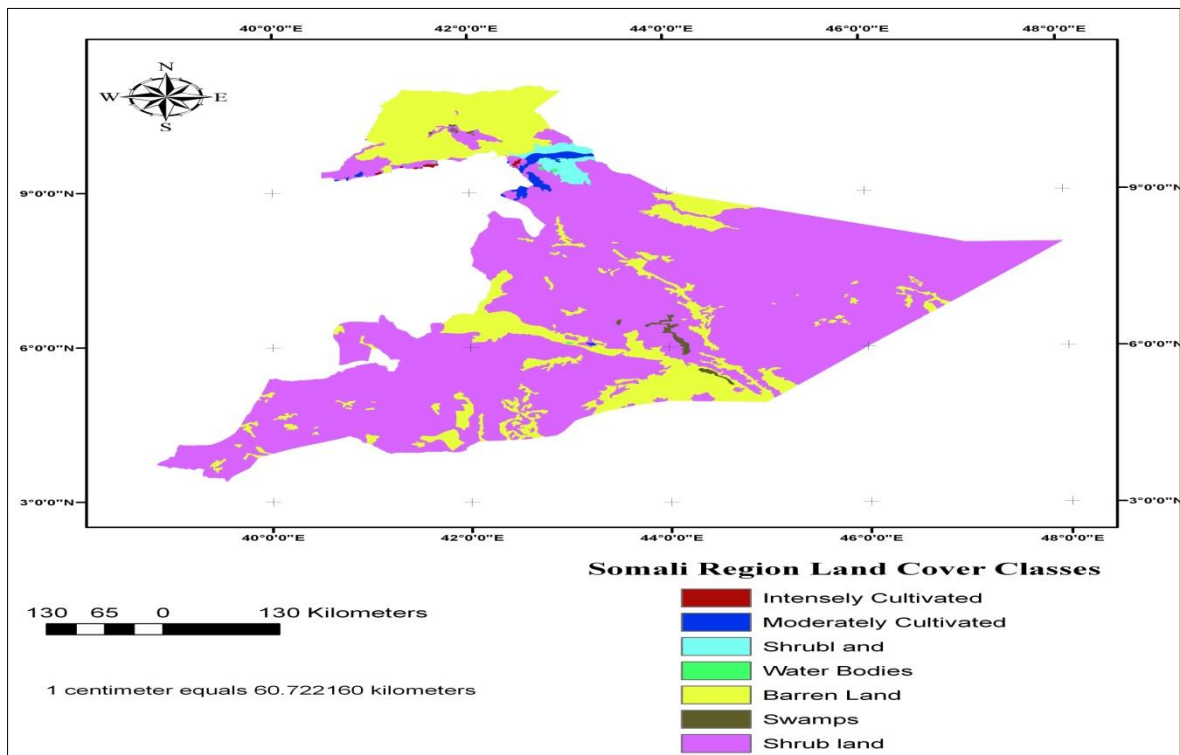 40°0'0"E 42°0'0"E 44°0'0"E 46°0'0"E 48°0'0"E
N
W E
S
9°0'0"N 9°0'0"N
6°0'0"N 6°0'0"N
3°0'0"N 3°0'0"N
40°0'0"E 42°0'0"E 44°0'0"E 46°0'0"E 48°0'0"E
Somali Region Land Cover Classes
130 65 0 130 Kilometers
1 centimeter equals 60.722160 kilometers
Intensely Cultivated
Moderately Cultivated
Shrubl and
Water Bodies
Barren Land
Swamps
Shrub land